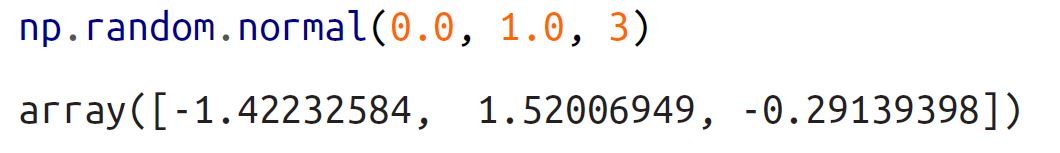 np.random.normal(0.0, 1.0, 3)
array([-1.42232584,  1.52006949, -0.29139398])